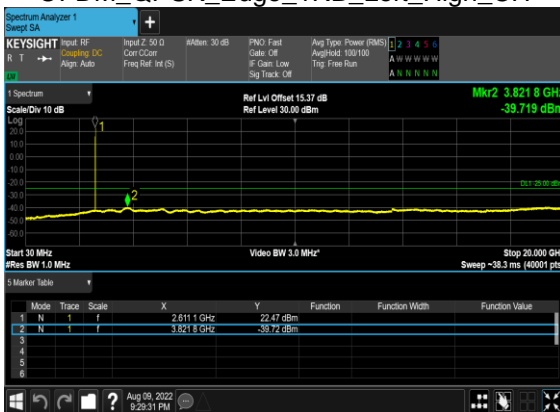 Spectrum Analyzer 1
Swept SA
+
KEYSIGHT Input: RF Input Z: 50 Ω #Atten: 30 dB PNO: Fast Avg Type: Power (RMS) 1 2 3 4 5 6
R T Coupling: DC Corr CCorr Gate: Off Avg|Hold: 100/100 A W W W W W
Align: Auto Freq Ref: Int (S) IF Gain: Low Trig: Free Run
LV Sig Track: Off A N N N N N
1 Spectrum Ref Lvl Offset 15.37 dB Mkr2 3.821 8 GHz
Scale/Div 10 dB Ref Level 30.00 dBm -39.719 dBm
Log
20.0 1
10.0
0.00
-10.0
-20.0 DL1 -25.00 dBm
-30.0 2
-40.0
-50.0
-60.0
Start 30 MHz Video BW 3.0 MHz* Stop 20.000 GHz
#Res BW 1.0 MHz Sweep ~38.3 ms (40001 pts)
5 Marker Table
Mode Trace Scale X Y Function Function Width Function Value
1 N 1 f 2.611 1 GHz 22.47 dBm
2 N 1 f 3.821 8 GHz -39.72 dBm
3
4
5
6
? Aug 09, 2022
9:29:31 PM